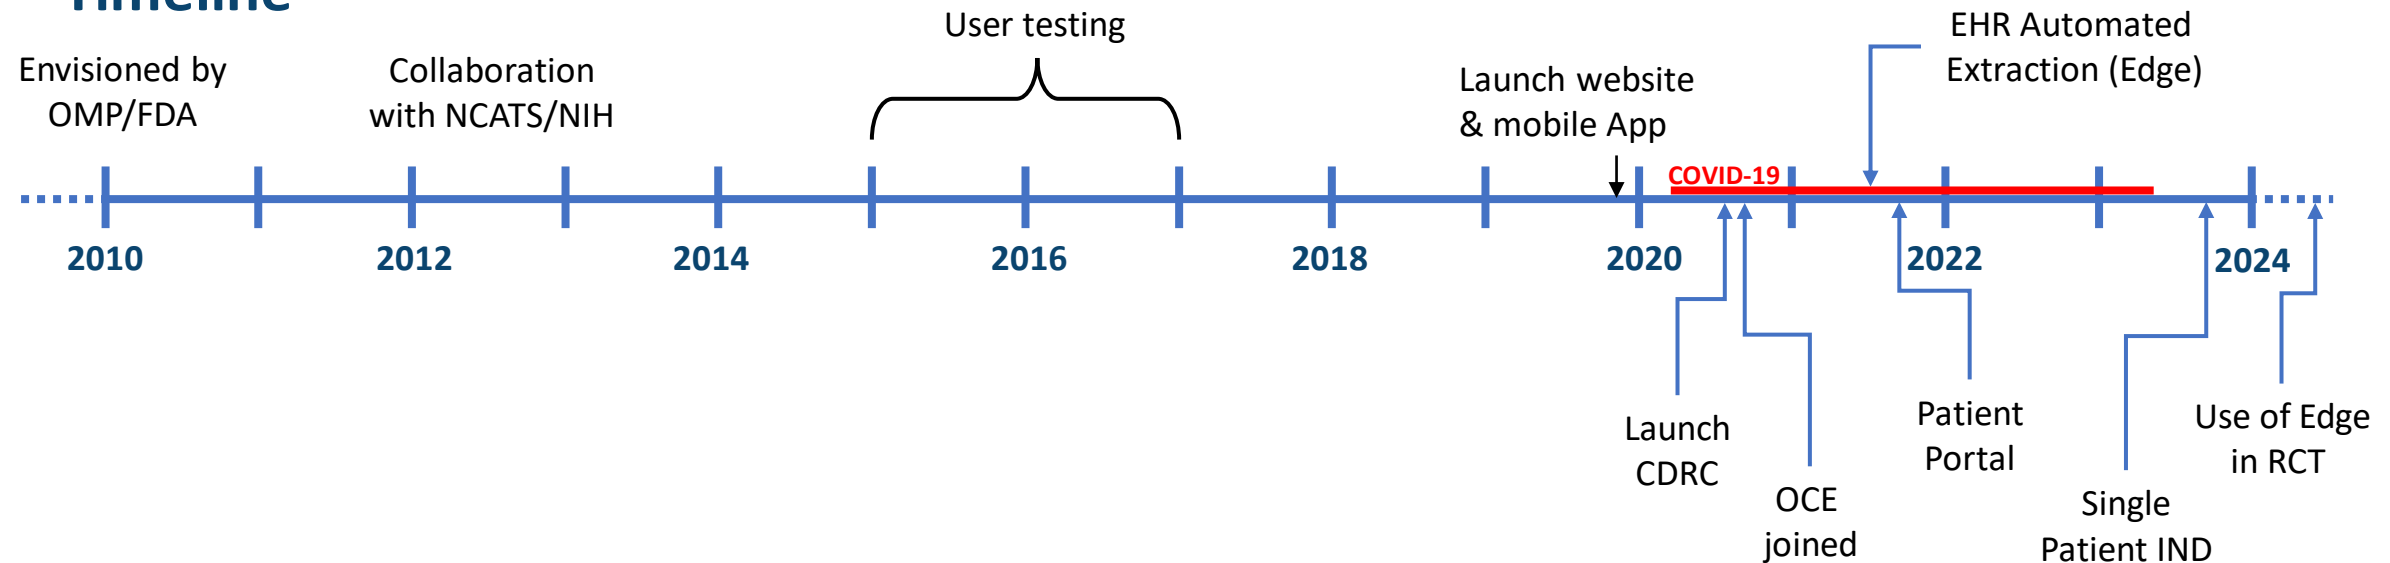 Timeline
User testing
EHR Automated
Extraction (Edge)
Envisioned by
OMP/FDA
Collaboration
with NCATS/NIH
Launch website
& mobile App
COVID-19
2010
2012
2014
2016
2018
2020
2022
2024
Launch
CDRC
OCE
joined
Patient
Portal
Single
Patient IND
Use of Edge
in RCT